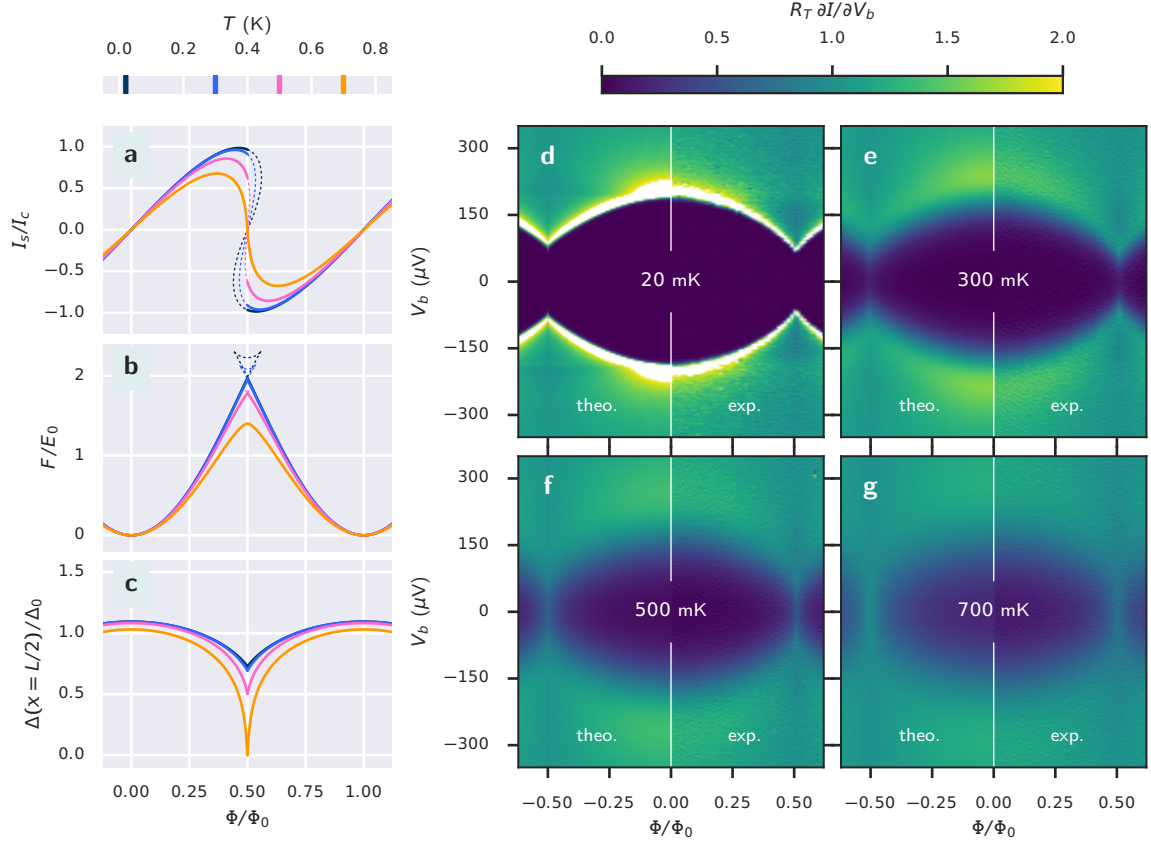 T (K)
0.0 0.2 0.4 0.6 0.8
R_T ∂I/∂V_b
0.0 0.5 1.0 1.5 2.0
a
I_s/I_c
1.0
0.5
0.0
−0.5
−1.0
b
F/E_0
2
1
0
c
Δ(x = L/2)/Δ_0
1.5
1.0
0.5
0.0
0.00 0.25 0.50 0.75 1.00
Φ/Φ_0
d
V_b (μV)
300
150
0
−150
−300
20 mK
theo. exp.
e
300 mK
theo. exp.
f
V_b (μV)
300
150
0
−150
−300
500 mK
theo. exp.
−0.50 −0.25 0.00 0.25 0.50
Φ/Φ_0
g
700 mK
theo. exp.
−0.50 −0.25 0.00 0.25 0.50
Φ/Φ_0